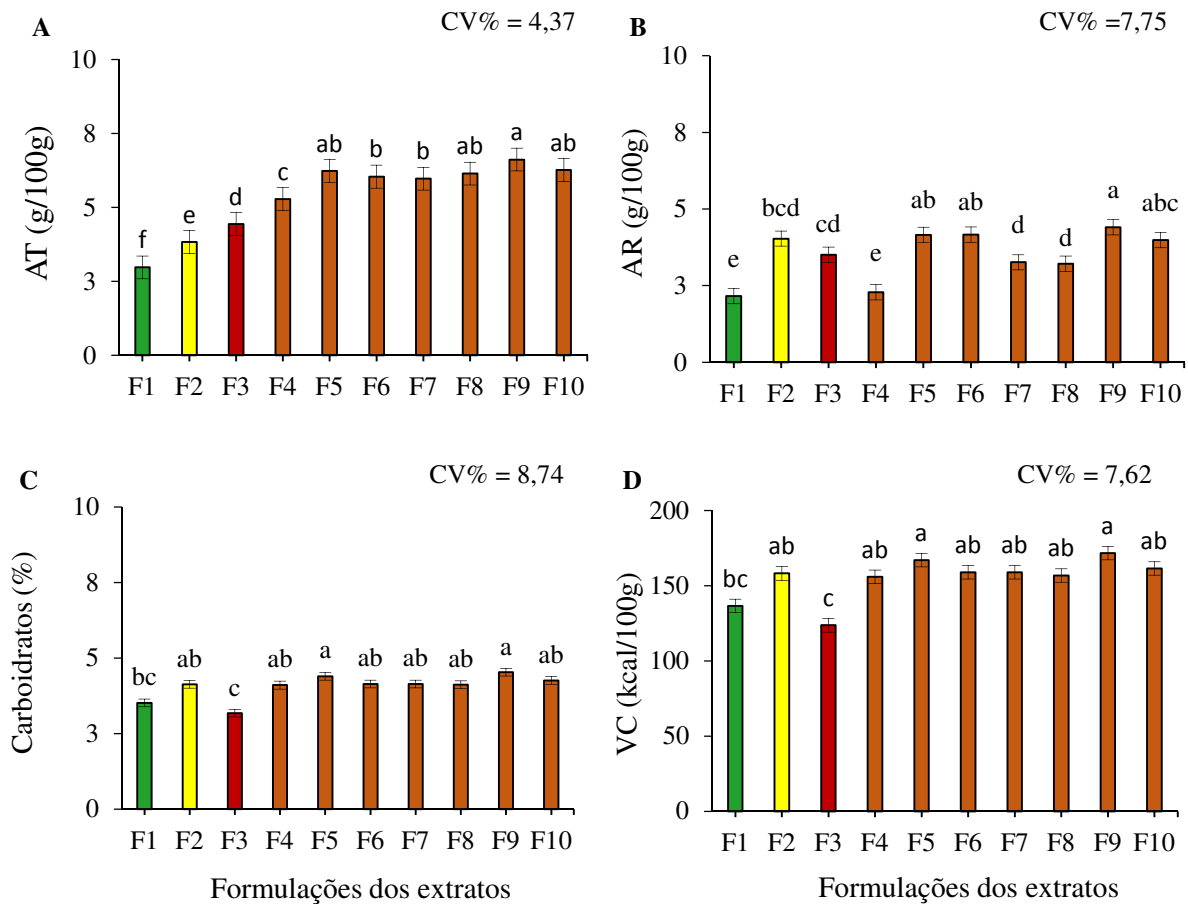 A
CV% = 4,37
AT (g/100g)
10
8
5
3
0
f e d c ab b b ab a ab
F1 F2 F3 F4 F5 F6 F7 F8 F9 F10
B
CV% =7,75
AR (g/100g)
10
8
5
3
0
e bcd cd e ab ab d d a abc
F1 F2 F3 F4 F5 F6 F7 F8 F9 F10
C
CV% = 8,74
Carboidratos (%)
10
8
5
3
0
bc ab c ab a ab ab ab a ab
F1 F2 F3 F4 F5 F6 F7 F8 F9 F10
Formulações dos extratos
D
CV% = 7,62
VC (kcal/100g)
200
150
100
50
0
bc ab c ab a ab ab ab a ab
F1 F2 F3 F4 F5 F6 F7 F8 F9 F10
Formulações dos extratos